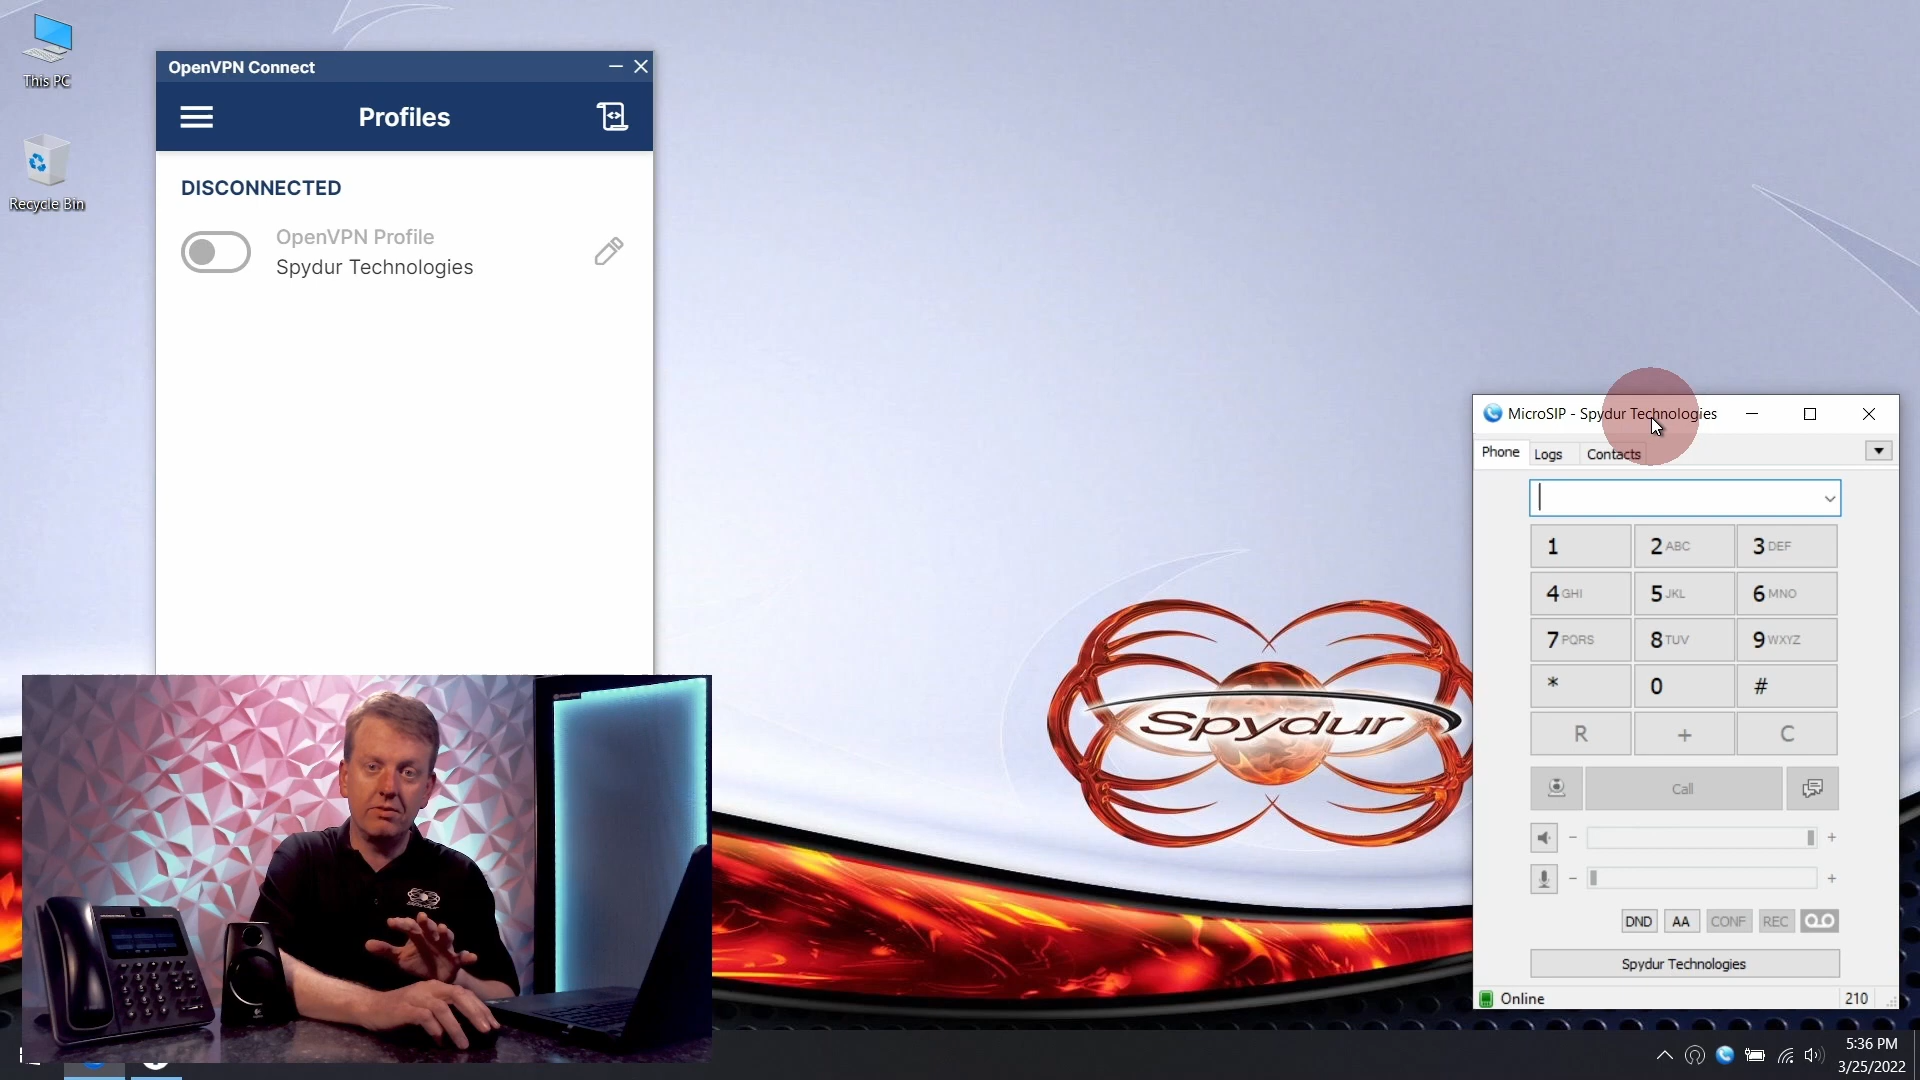 This PC
Recycle Bin
OpenVPN Connect
Profiles
DISCONNECTED
OpenVPN Profile
Spydur Technologies
Spydur
MicroSIP - Spydur Technologies
Phone Logs Contacts
1 2 ABC 3 DEF
4 GHI 5 JKL 6 MNO
7 PQRS 8 TUV 9 WXYZ
* 0 #
R + C
Call
- +
- +
DND AA CONF REC
Spydur Technologies
Online 210
5:36 PM
3/25/2022